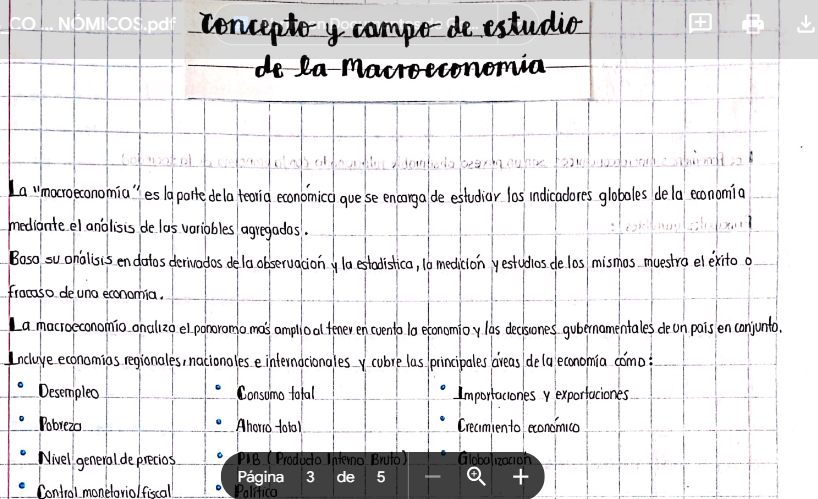 CO ... NÓMICOS.pdf
Concepto y campo de estudio
de la Macroeconomía
La "macroeconomía" es la parte de la teoría económica que se encarga de estudiar los indicadores globales de la economía
mediante el análisis de las variables agregados.
Basa su análisis en datos derivados de la observación y la estadística, la medición y estudios de los mismos muestra el éxito o
fracaso de una economía.
La macroeconomía analiza el panorama más amplio al tener en cuenta la economía y las decisiones gubernamentales de un país en conjunto.
Incluye economías regionales, nacionales e internacionales y cubre las principales áreas de la economía cómo:
• Desempleo • Consumo total • Importaciones y exportaciones
• Pobreza • Ahorro total • Crecimiento económico
• Nivel general de precios • PIB (Producto Interno Bruto) • Globalización
• Control monetario/fiscal • Política
Página 3 de 5